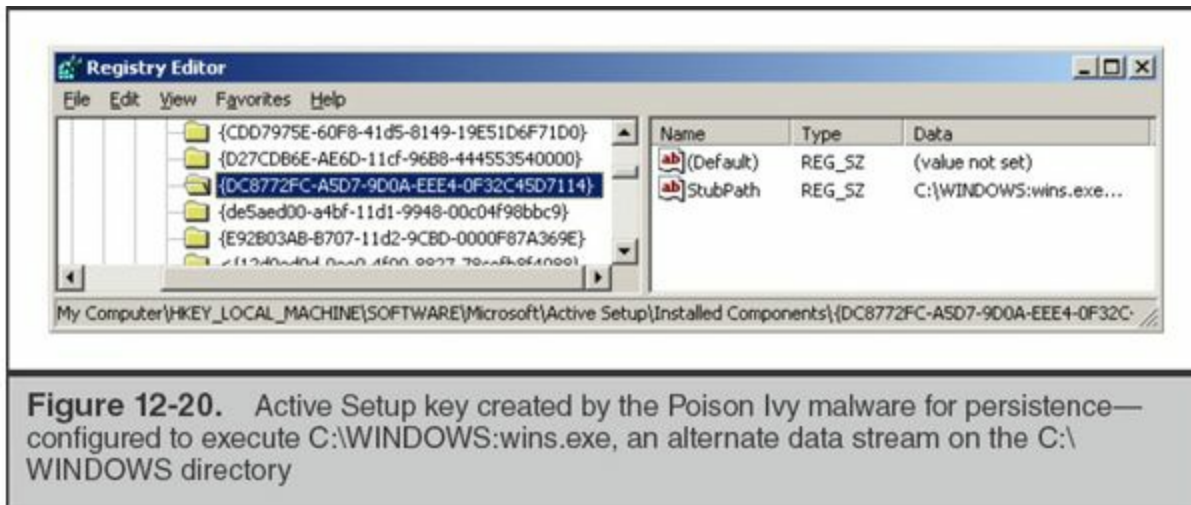 Registry Editor
File Edit View Favorites Help
{CDD7975E-60F8-41d5-8149-19E51D6F71D0}
{D27CDB6E-AE6D-11cf-96B8-444553540000}
{DC8772FC-A5D7-9D0A-EEE4-0F32C45D7114}
{de5aed00-a4bf-11d1-9948-00c04f98bbc9}
{E92B03AB-B707-11d2-9CBD-0000F87A369E}
Name Type Data
(Default) REG_SZ (value not set)
StubPath REG_SZ C:\WINDOWS:wins.exe...
My Computer\HKEY_LOCAL_MACHINE\SOFTWARE\Microsoft\Active Setup\Installed Components\{DC8772FC-A5D7-9D0A-EEE4-0F32C-
Figure 12-20. Active Setup key created by the Poison Ivy malware for persistence—
configured to execute C:\WINDOWS:wins.exe, an alternate data stream on the C:\
WINDOWS directory